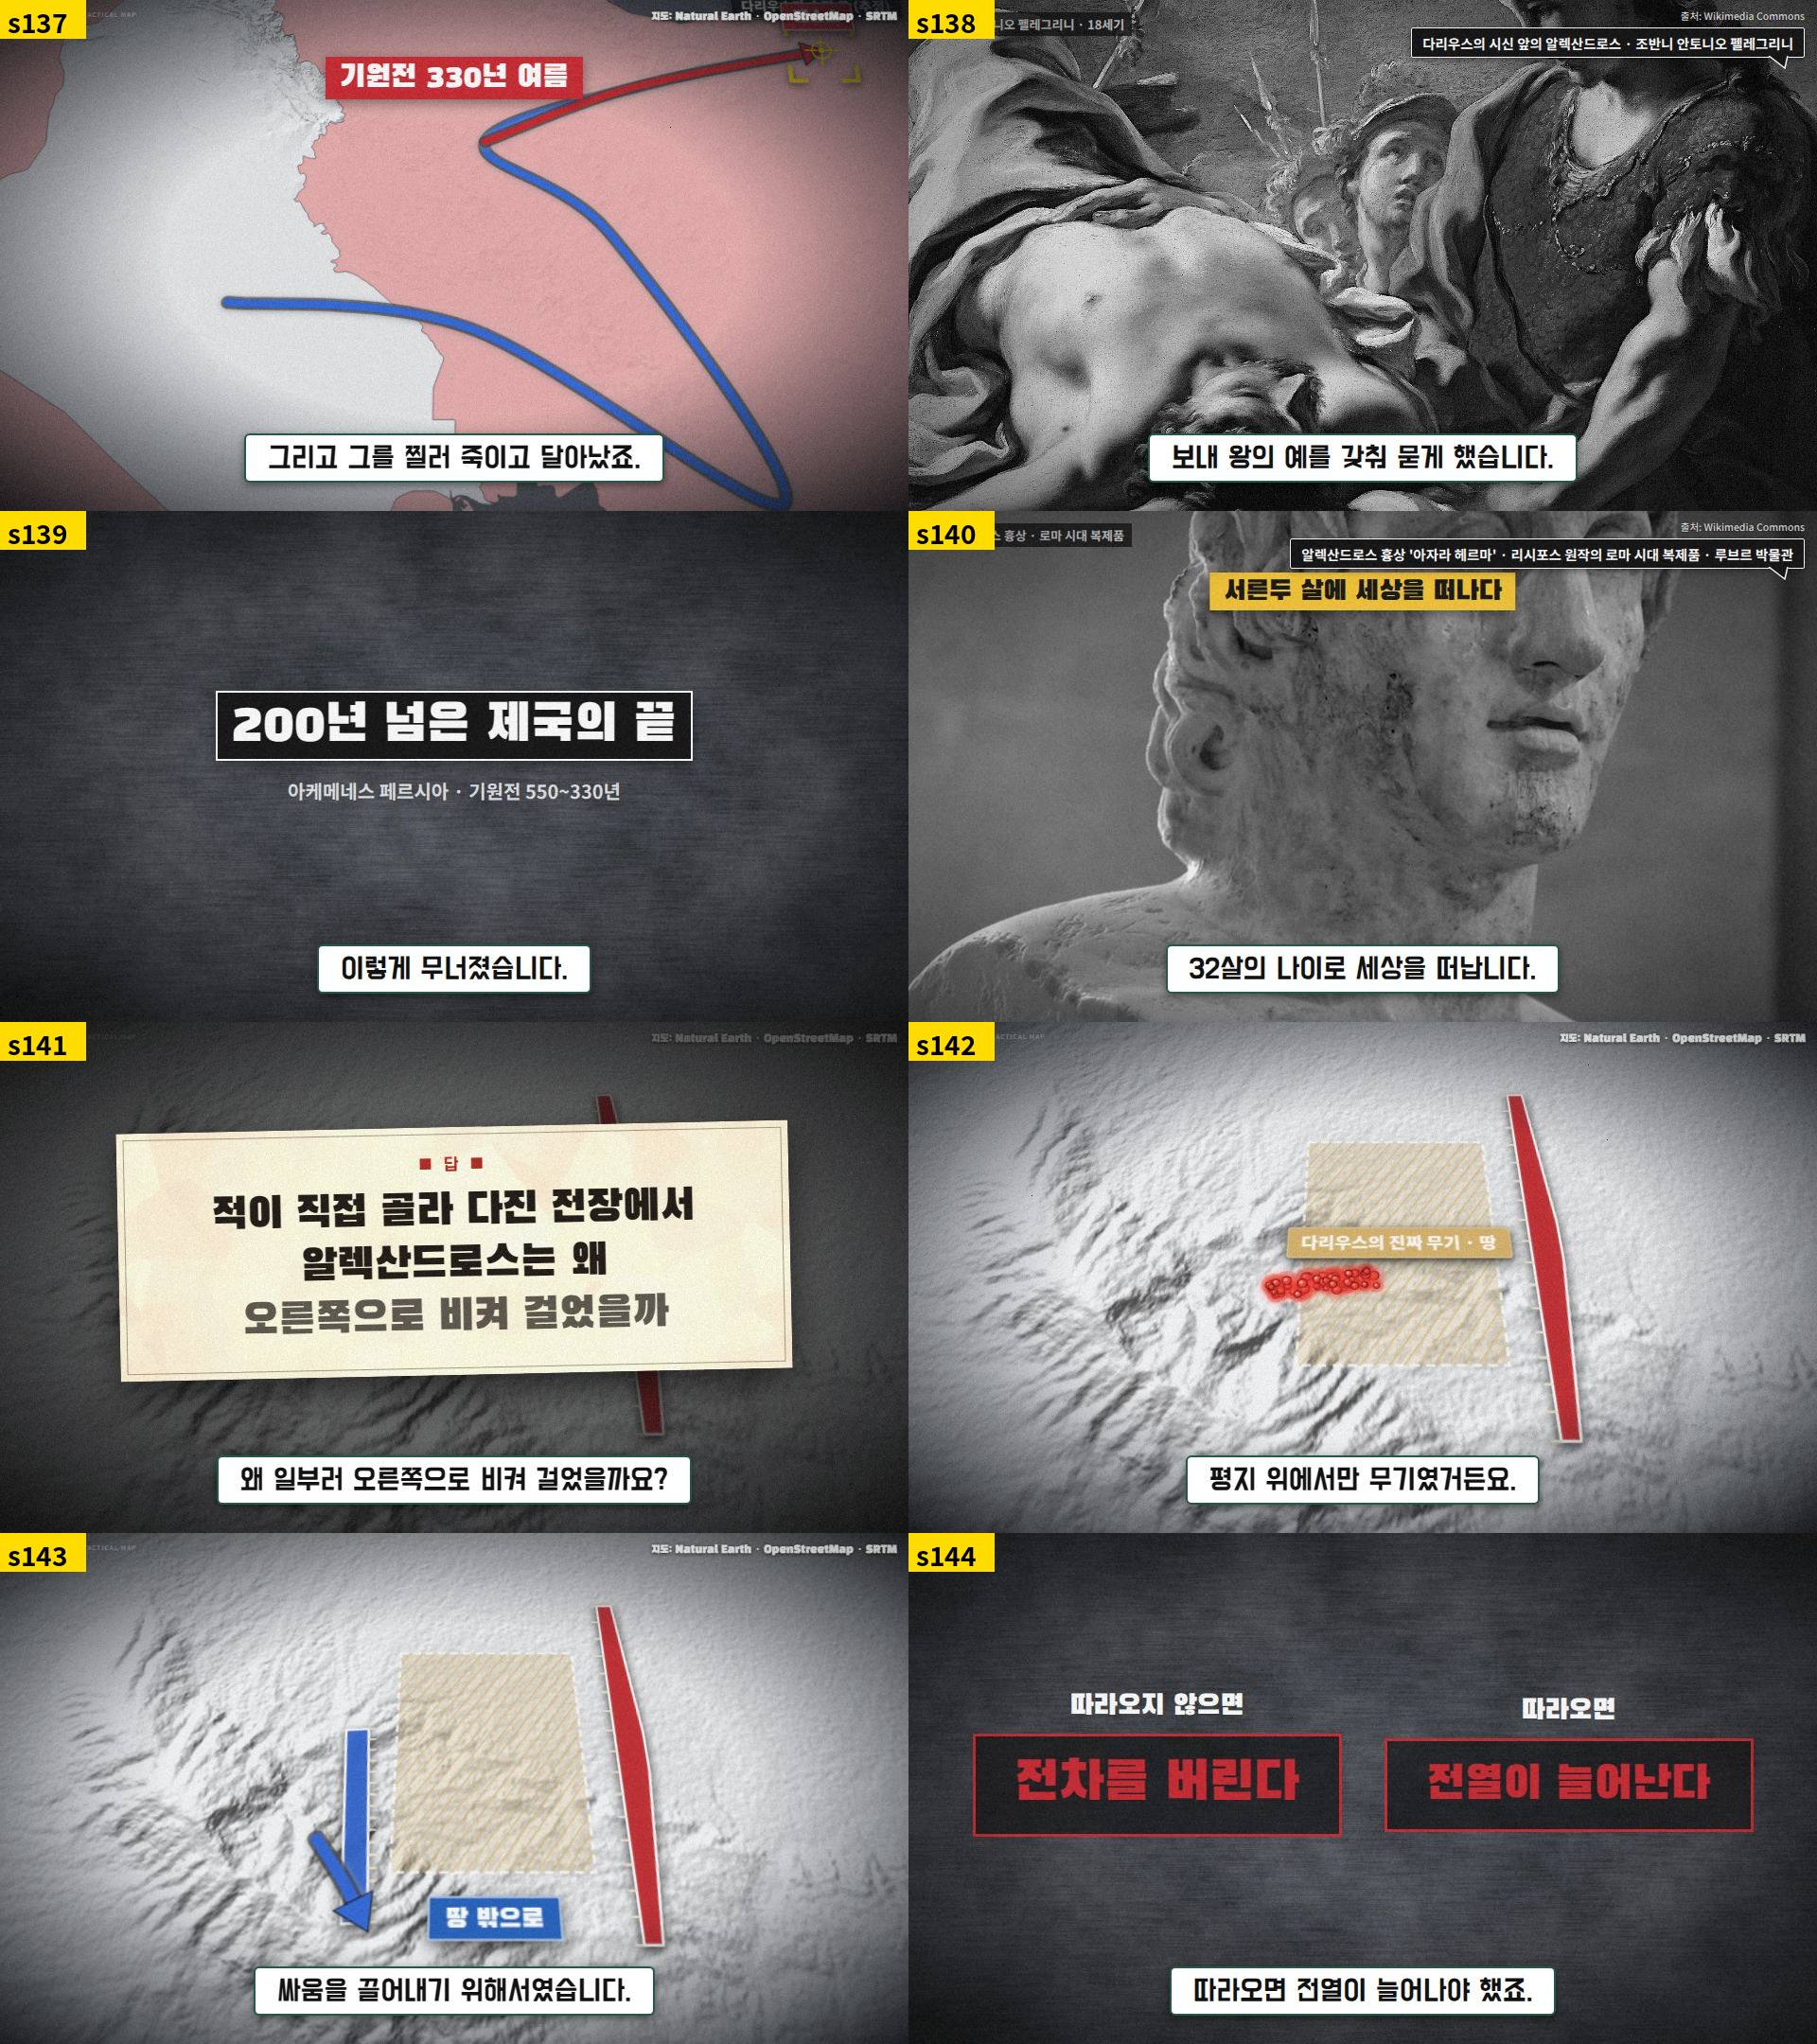 s137
지도: Natural Earth · OpenStreetMap · SRTM
기원전 330년 여름
그리고 그를 찔러 죽이고 달아났죠.
s138
니오 펠레그리니 · 18세기
출처: Wikimedia Commons
다리우스의 시신 앞의 알렉산드로스 · 조반니 안토니오 펠레그리니
보내 왕의 예를 갖춰 묻게 했습니다.
s139
200년 넘은 제국의 끝
아케메네스 페르시아 · 기원전 550~330년
이렇게 무너졌습니다.
s140
스 흉상 · 로마 시대 복제품
출처: Wikimedia Commons
알렉산드로스 흉상 '아자라 헤르마' · 리시포스 원작의 로마 시대 복제품 · 루브르 박물관
서른두 살에 세상을 떠나다
32살의 나이로 세상을 떠납니다.
s141
지도: Natural Earth · OpenStreetMap · SRTM
■ 답 ■
적이 직접 골라 다진 전장에서
알렉산드로스는 왜
오른쪽으로 비켜 걸었을까
왜 일부러 오른쪽으로 비켜 걸었을까요?
s142
TACTICAL MAP
지도: Natural Earth · OpenStreetMap · SRTM
다리우스의 진짜 무기 · 땅
평지 위에서만 무기였거든요.
s143
TACTICAL MAP
지도: Natural Earth · OpenStreetMap · SRTM
땅 밖으로
싸움을 끌어내기 위해서였습니다.
s144
따라오지 않으면
전차를 버린다
따라오면
전열이 늘어난다
따라오면 전열이 늘어나야 했죠.